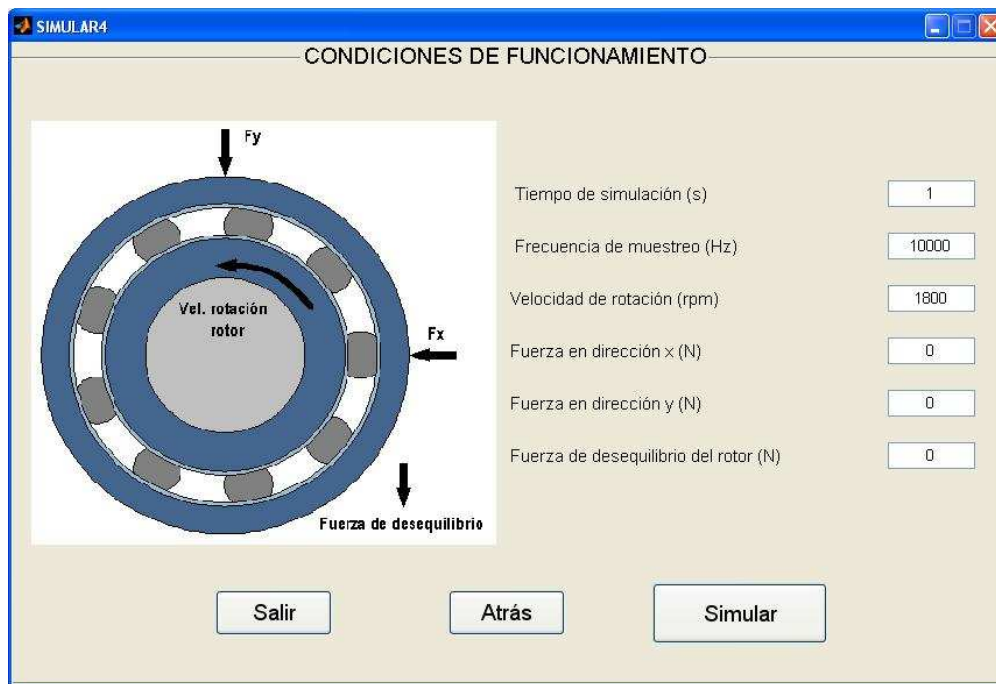 SIMULAR4
CONDICIONES DE FUNCIONAMIENTO
Fy
Vel. rotación
rotor
Fx
Fuerza de desequilibrio
Tiempo de simulación (s) 1
Frecuencia de muestreo (Hz) 10000
Velocidad de rotación (rpm) 1800
Fuerza en dirección x (N) 0
Fuerza en dirección y (N) 0
Fuerza de desequilibrio del rotor (N) 0
Salir
Atrás
Simular